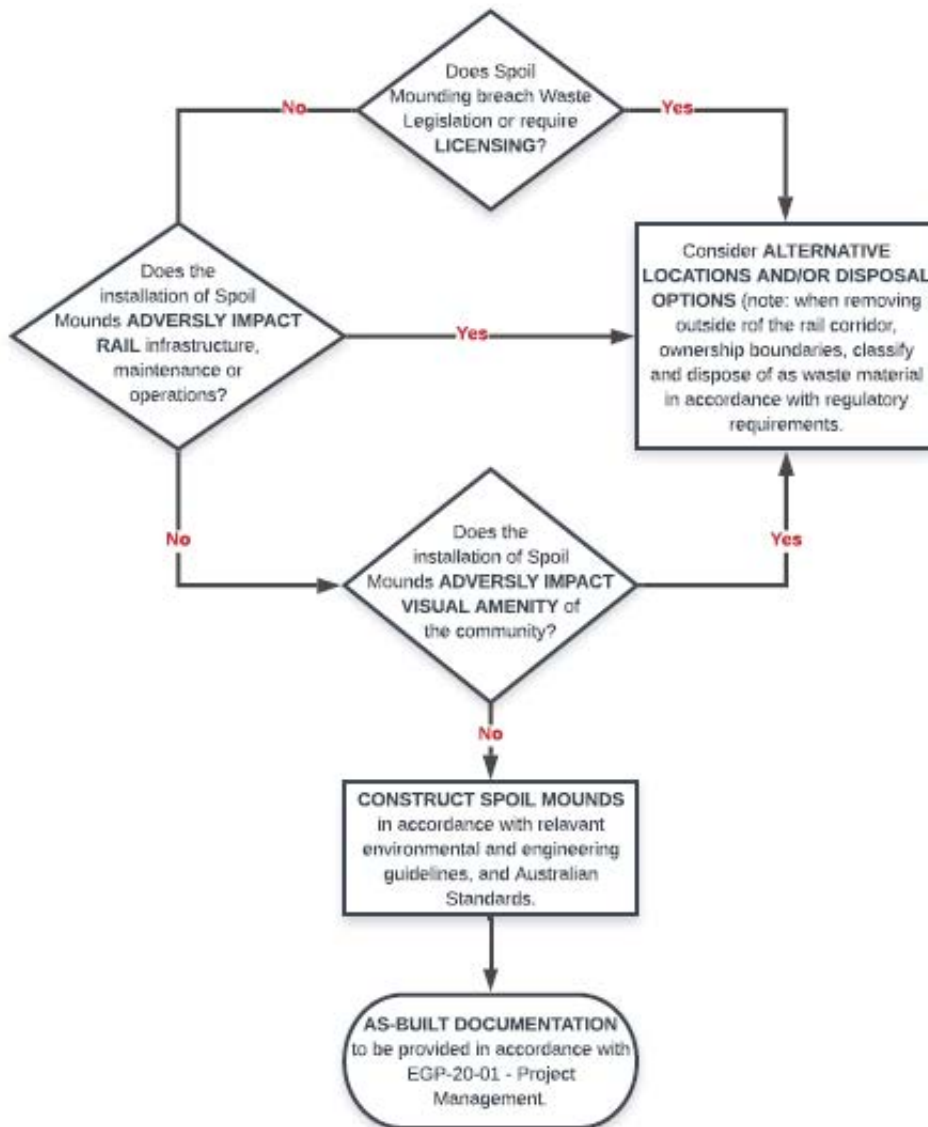 Does Spoil
Mounding breach Waste
Legislation or require
LICENSING?
No
Yes
Does the
installation of Spoil
Mounds ADVERSLY IMPACT
RAIL infrastructure,
maintenance or
operations?
Yes
Consider ALTERNATIVE
LOCATIONS AND/OR DISPOSAL
OPTIONS (note: when removing
outside rof the rail corridor,
ownership boundaries, classify
and dispose of as waste material
in accordance with regulatory
requirements.
No
Does the
installation of Spoil
Mounds ADVERSLY IMPACT
VISUAL AMENITY of
the community?
Yes
No
CONSTRUCT SPOIL MOUNDS
in accordance with relavant
environmental and engineering
guidelines, and Australian
Standards.
AS-BUILT DOCUMENTATION
to be provided in accordance with
EGP-20-01 - Project
Management.